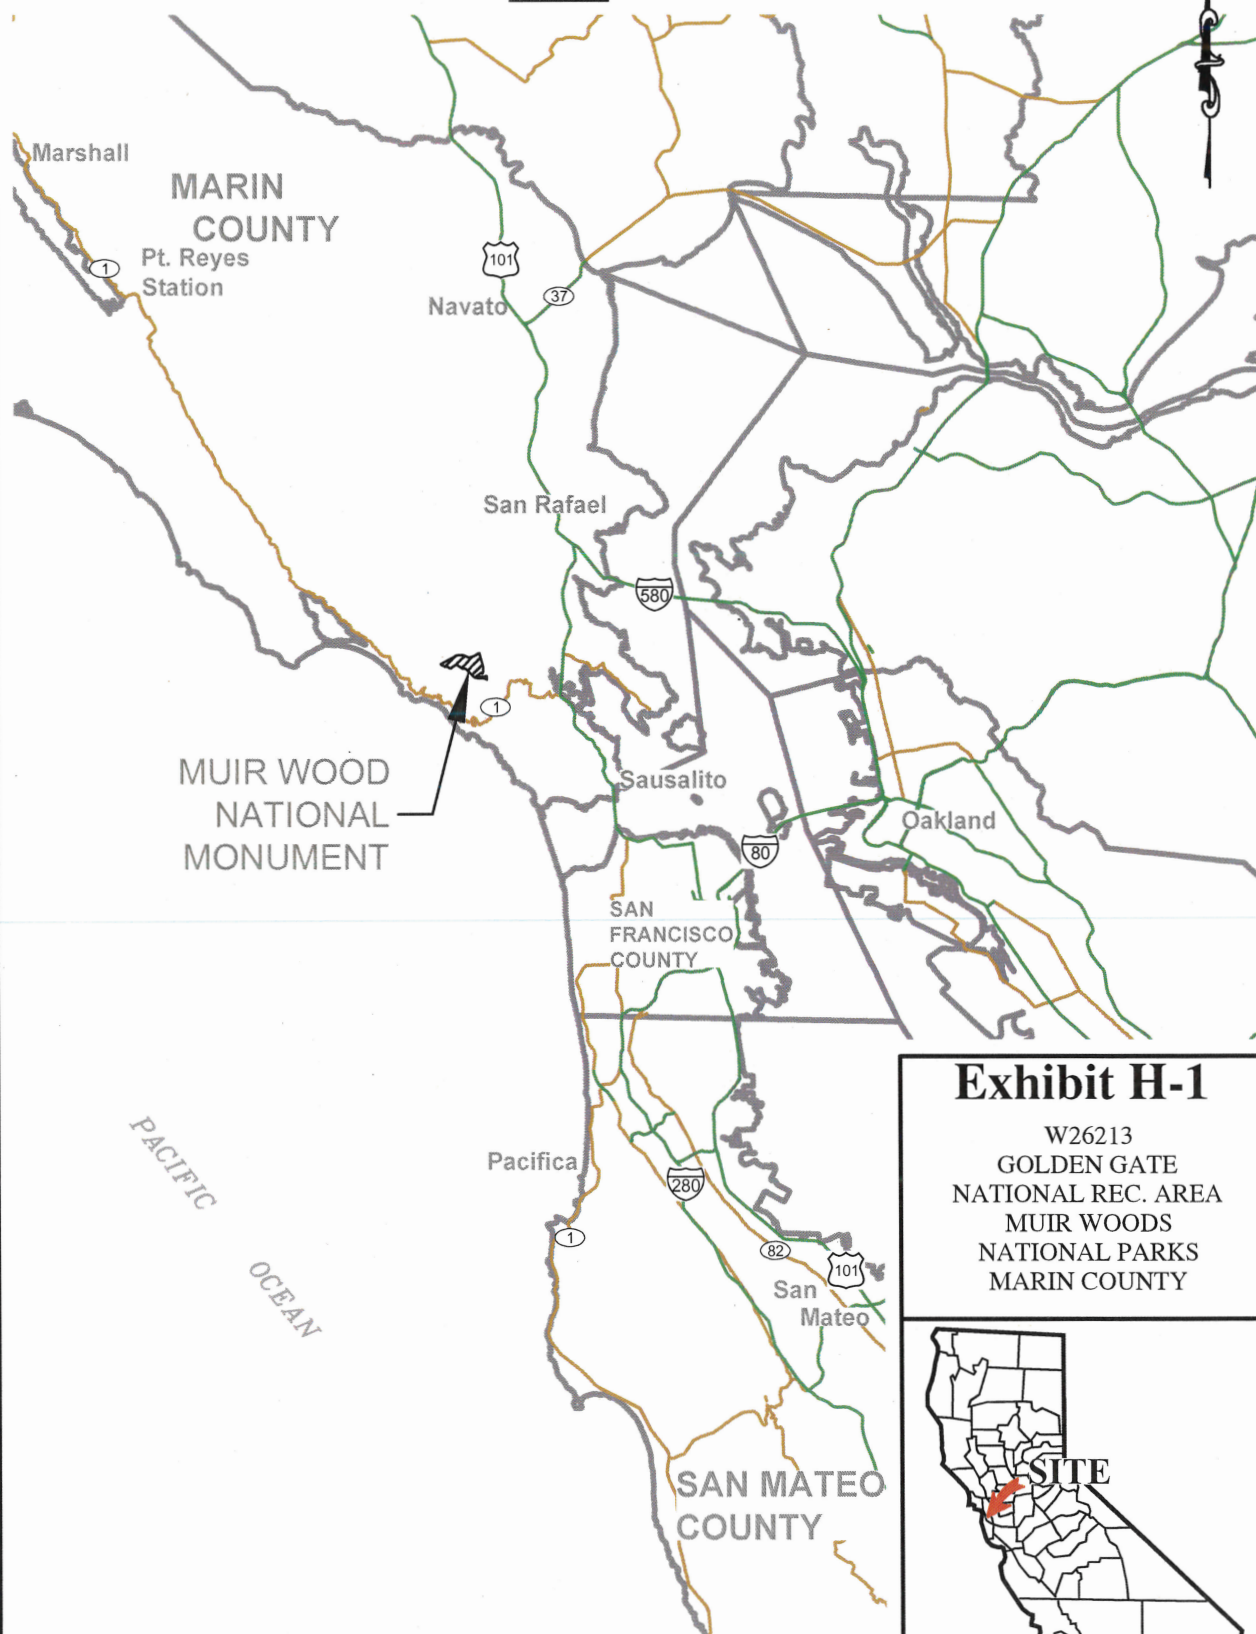 Marshall
MARIN
COUNTY
1
Pt. Reyes
Station
101
37
Navato
San Rafael
580
1
MUIR WOOD
NATIONAL
MONUMENT
Sausalito
Oakland
80
SAN
FRANCISCO
COUNTY
PACIFIC
OCEAN
Pacifica
280
1
82
101
San
Mateo
SAN MATEO
COUNTY
Exhibit H-1
W26213
GOLDEN GATE
NATIONAL REC. AREA
MUIR WOODS
NATIONAL PARKS
MARIN COUNTY
SITE